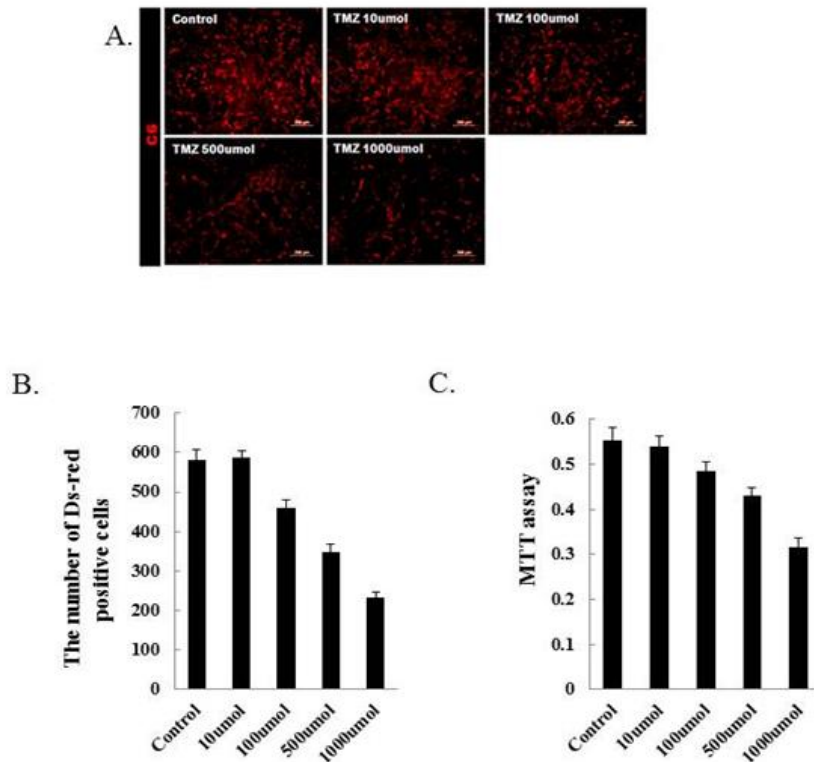 A.
C6
Control
TMZ 10umol
TMZ 100umol
TMZ 500umol
TMZ 1000umol
B.
The number of Ds-red
positive cells
700
600
500
400
300
200
100
0
Control
10umol
100umol
500umol
1000umol
C.
MTT assay
0.6
0.5
0.4
0.3
0.2
0.1
0
Control
10umol
100umol
500umol
1000umol